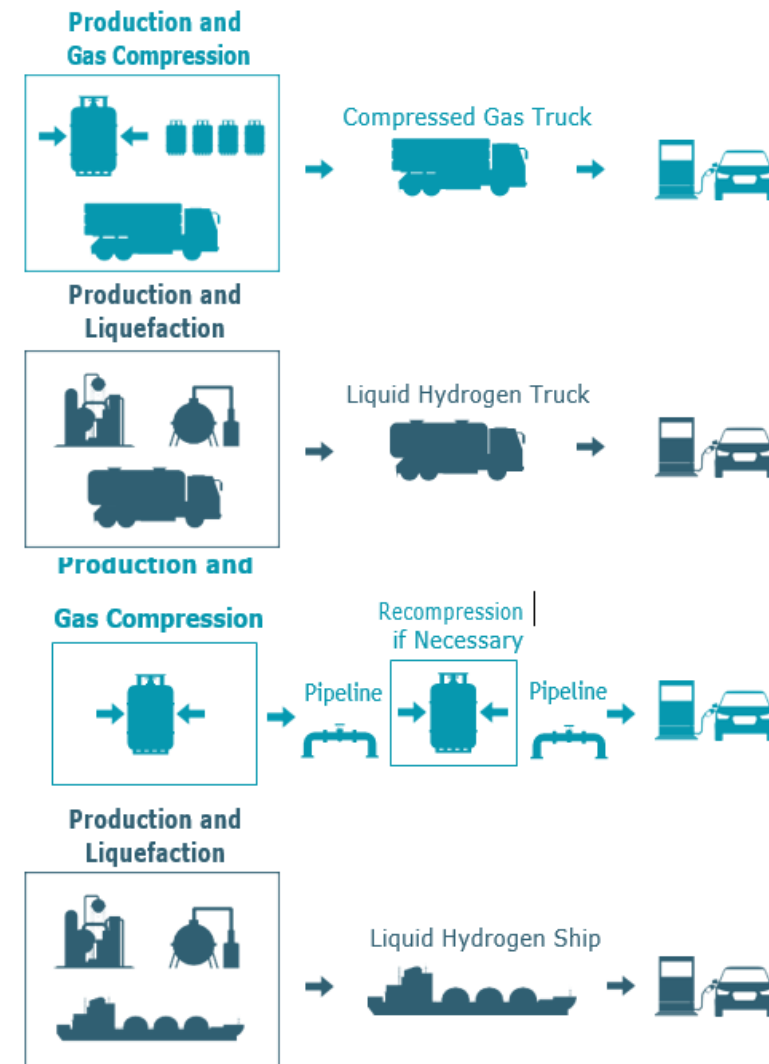 Production and
Gas Compression
Compressed Gas Truck
Production and
Liquefaction
Liquid Hydrogen Truck
Production and
Gas Compression
Recompression
if Necessary
Pipeline
Pipeline
Production and
Liquefaction
Liquid Hydrogen Ship